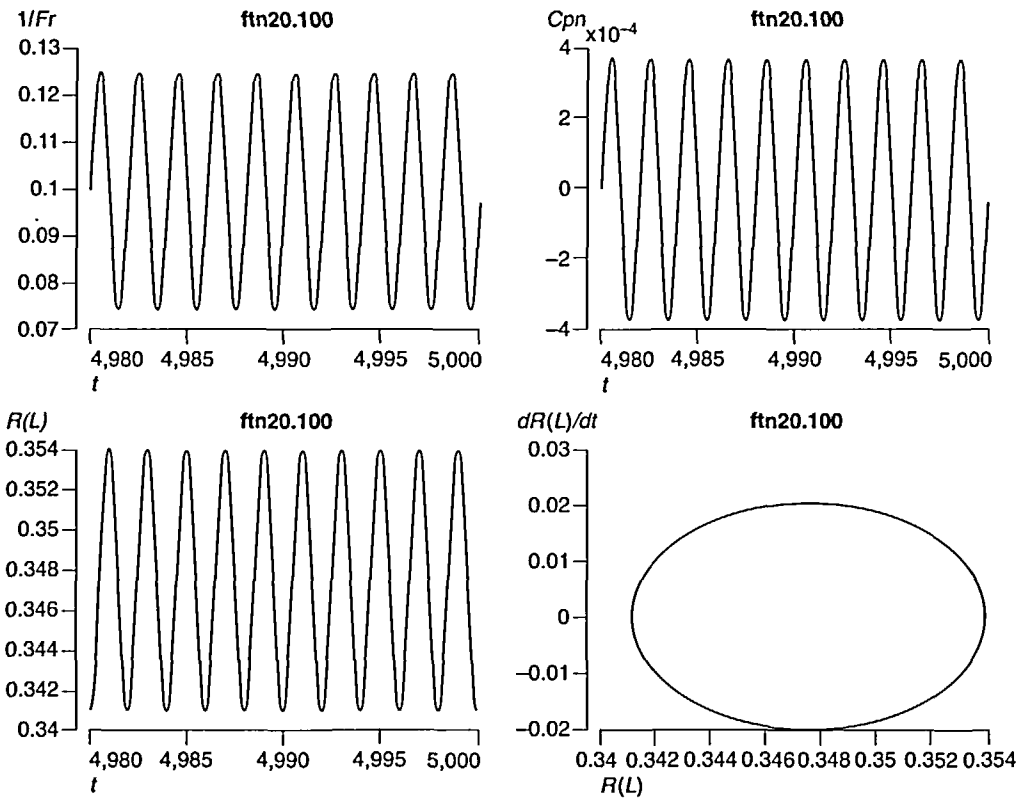 1/Fr
ftn20.100
0.13
0.12
0.11
0.1
0.09
0.08
0.07
4,980 4,985 4,990 4,995 5,000
t
Cpn
x10⁻⁴
ftn20.100
4
2
0
−2
−4
4,980 4,985 4,990 4,995 5,000
t
R(L)
ftn20.100
0.354
0.352
0.35
0.348
0.346
0.344
0.342
0.34
4,980 4,985 4,990 4,995 5,000
t
dR(L)/dt
ftn20.100
0.03
0.02
0.01
0
−0.01
−0.02
0.34 0.342 0.344 0.346 0.348 0.35 0.352 0.354
R(L)